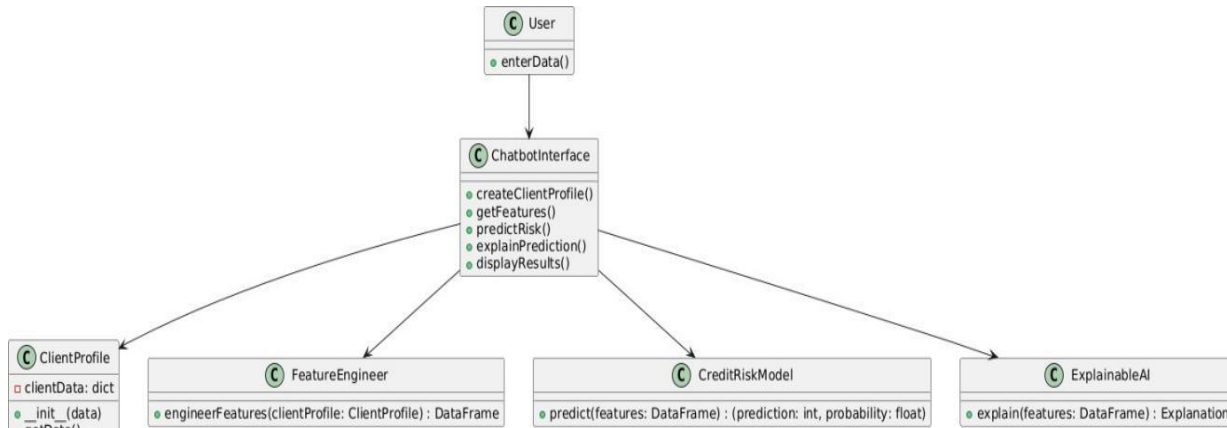 C User
enterData()
C ChatbotInterface
createClientProfile()
getFeatures()
predictRisk()
explainPrediction()
displayResults()
C ClientProfile
clientData: dict
__init__(data)
C FeatureEngineer
engineerFeatures(clientProfile: ClientProfile) : DataFrame
C CreditRiskModel
predict(features: DataFrame) : (prediction: int, probability: float)
C ExplainableAI
explain(features: DataFrame) : Explanation